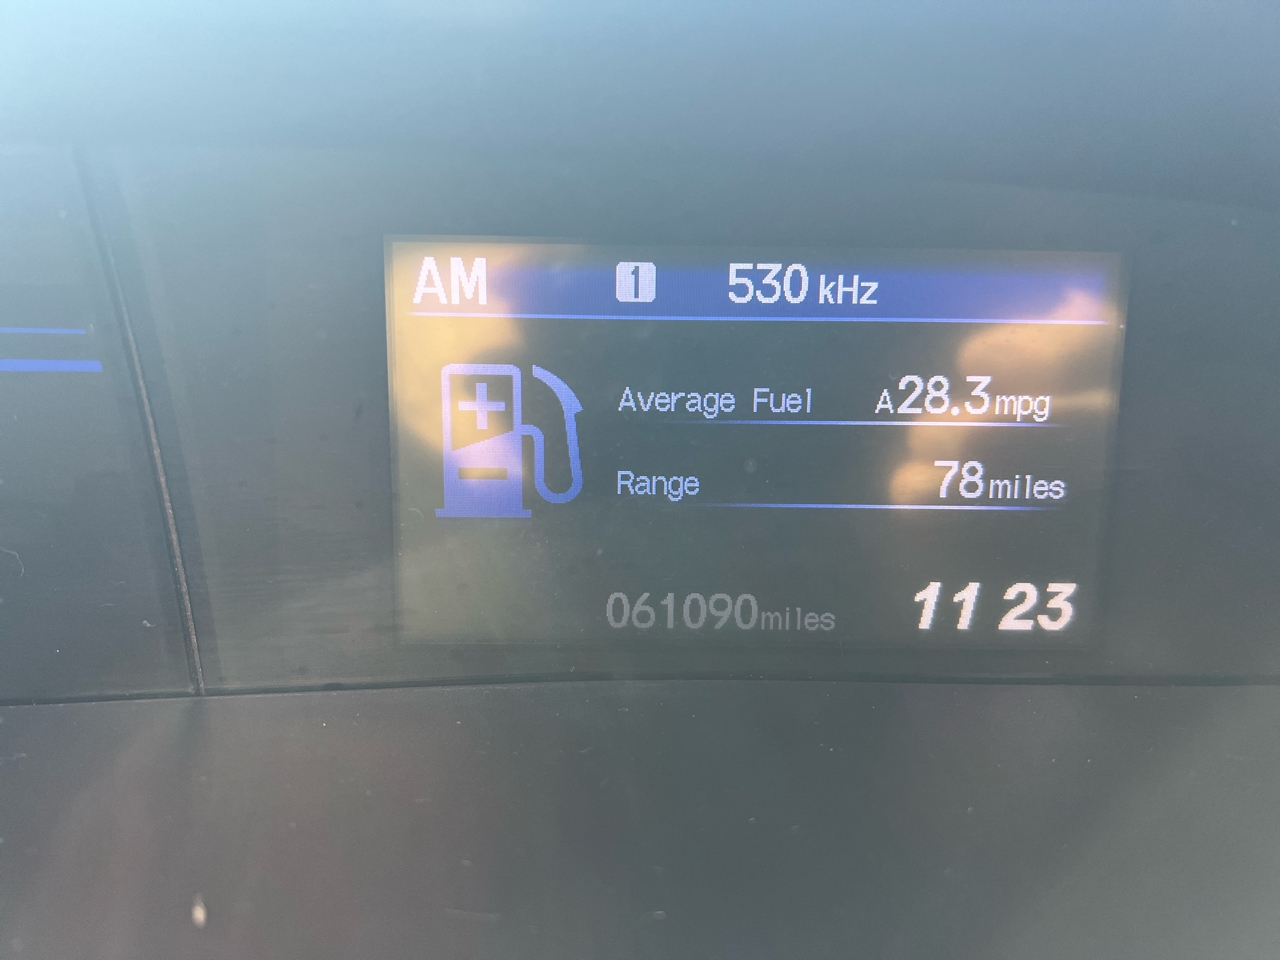 AM 1 530 kHz
Average Fuel A28.3mpg
Range 78miles
061090miles 11 23